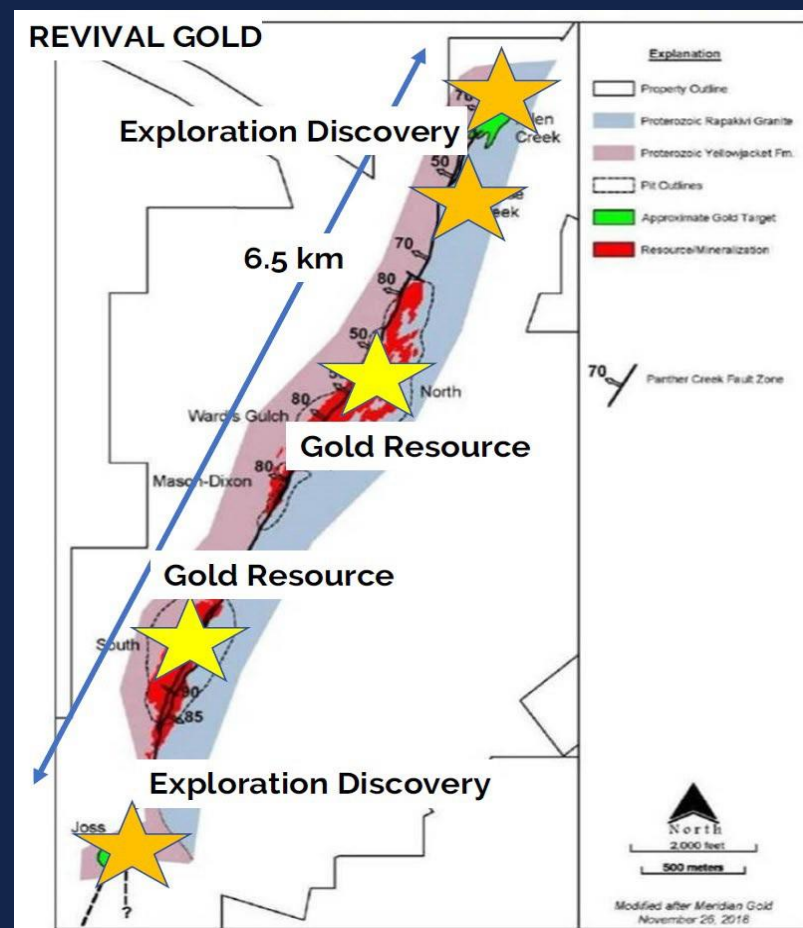 REVIVAL GOLD
Exploration Discovery
Creek
50
70
6.5 km
80
50
North
80
Ward's Gulch
Gold Resource
80
Mason-Dixon
Gold Resource
South
90
85
Exploration Discovery
Joss
?
Explanation
Property Outline
Proterozoic Rapakivi Granite
Proterozoic Yellowjacket Fm.
Pit Outlines
Approximate Gold Target
Resource/Mineralization
70
Panther Creek Fault Zone
North
2,000 feet
500 meters
Modified after Meridian Gold
November 26, 2018